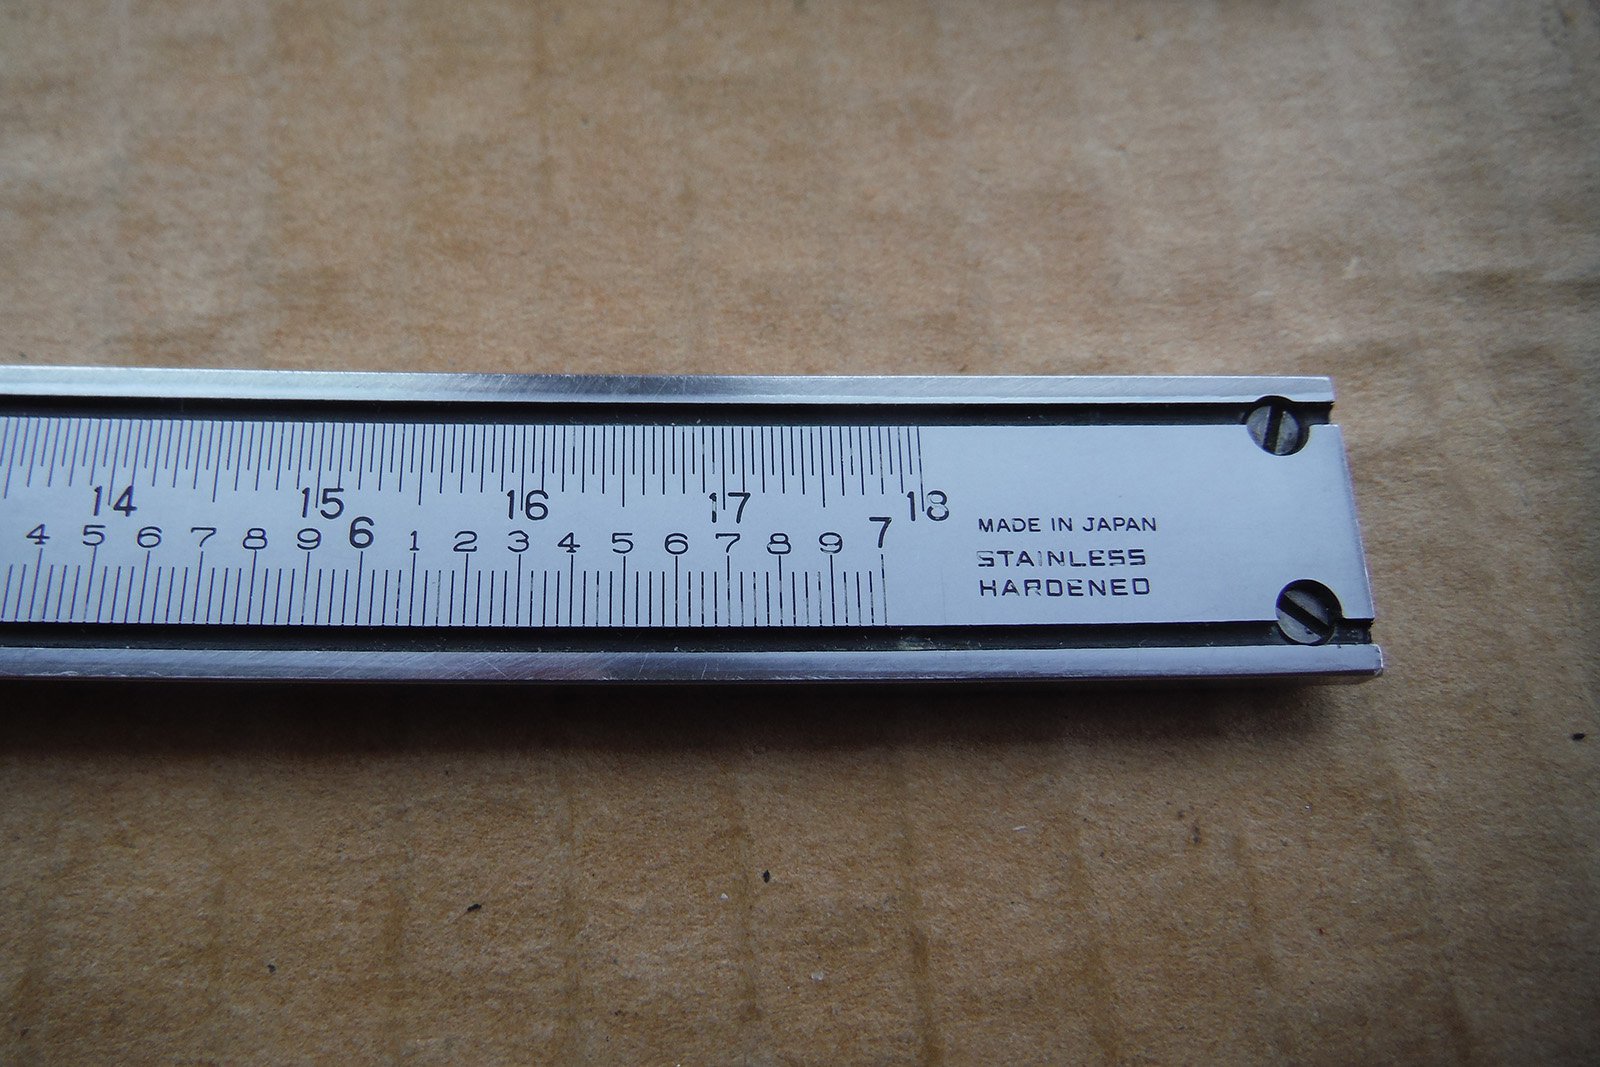 14 15 16 17 18
4 5 6 7 8 9 6 1 2 3 4 5 6 7 8 9 7
MADE IN JAPAN
STAINLESS
HARDENED